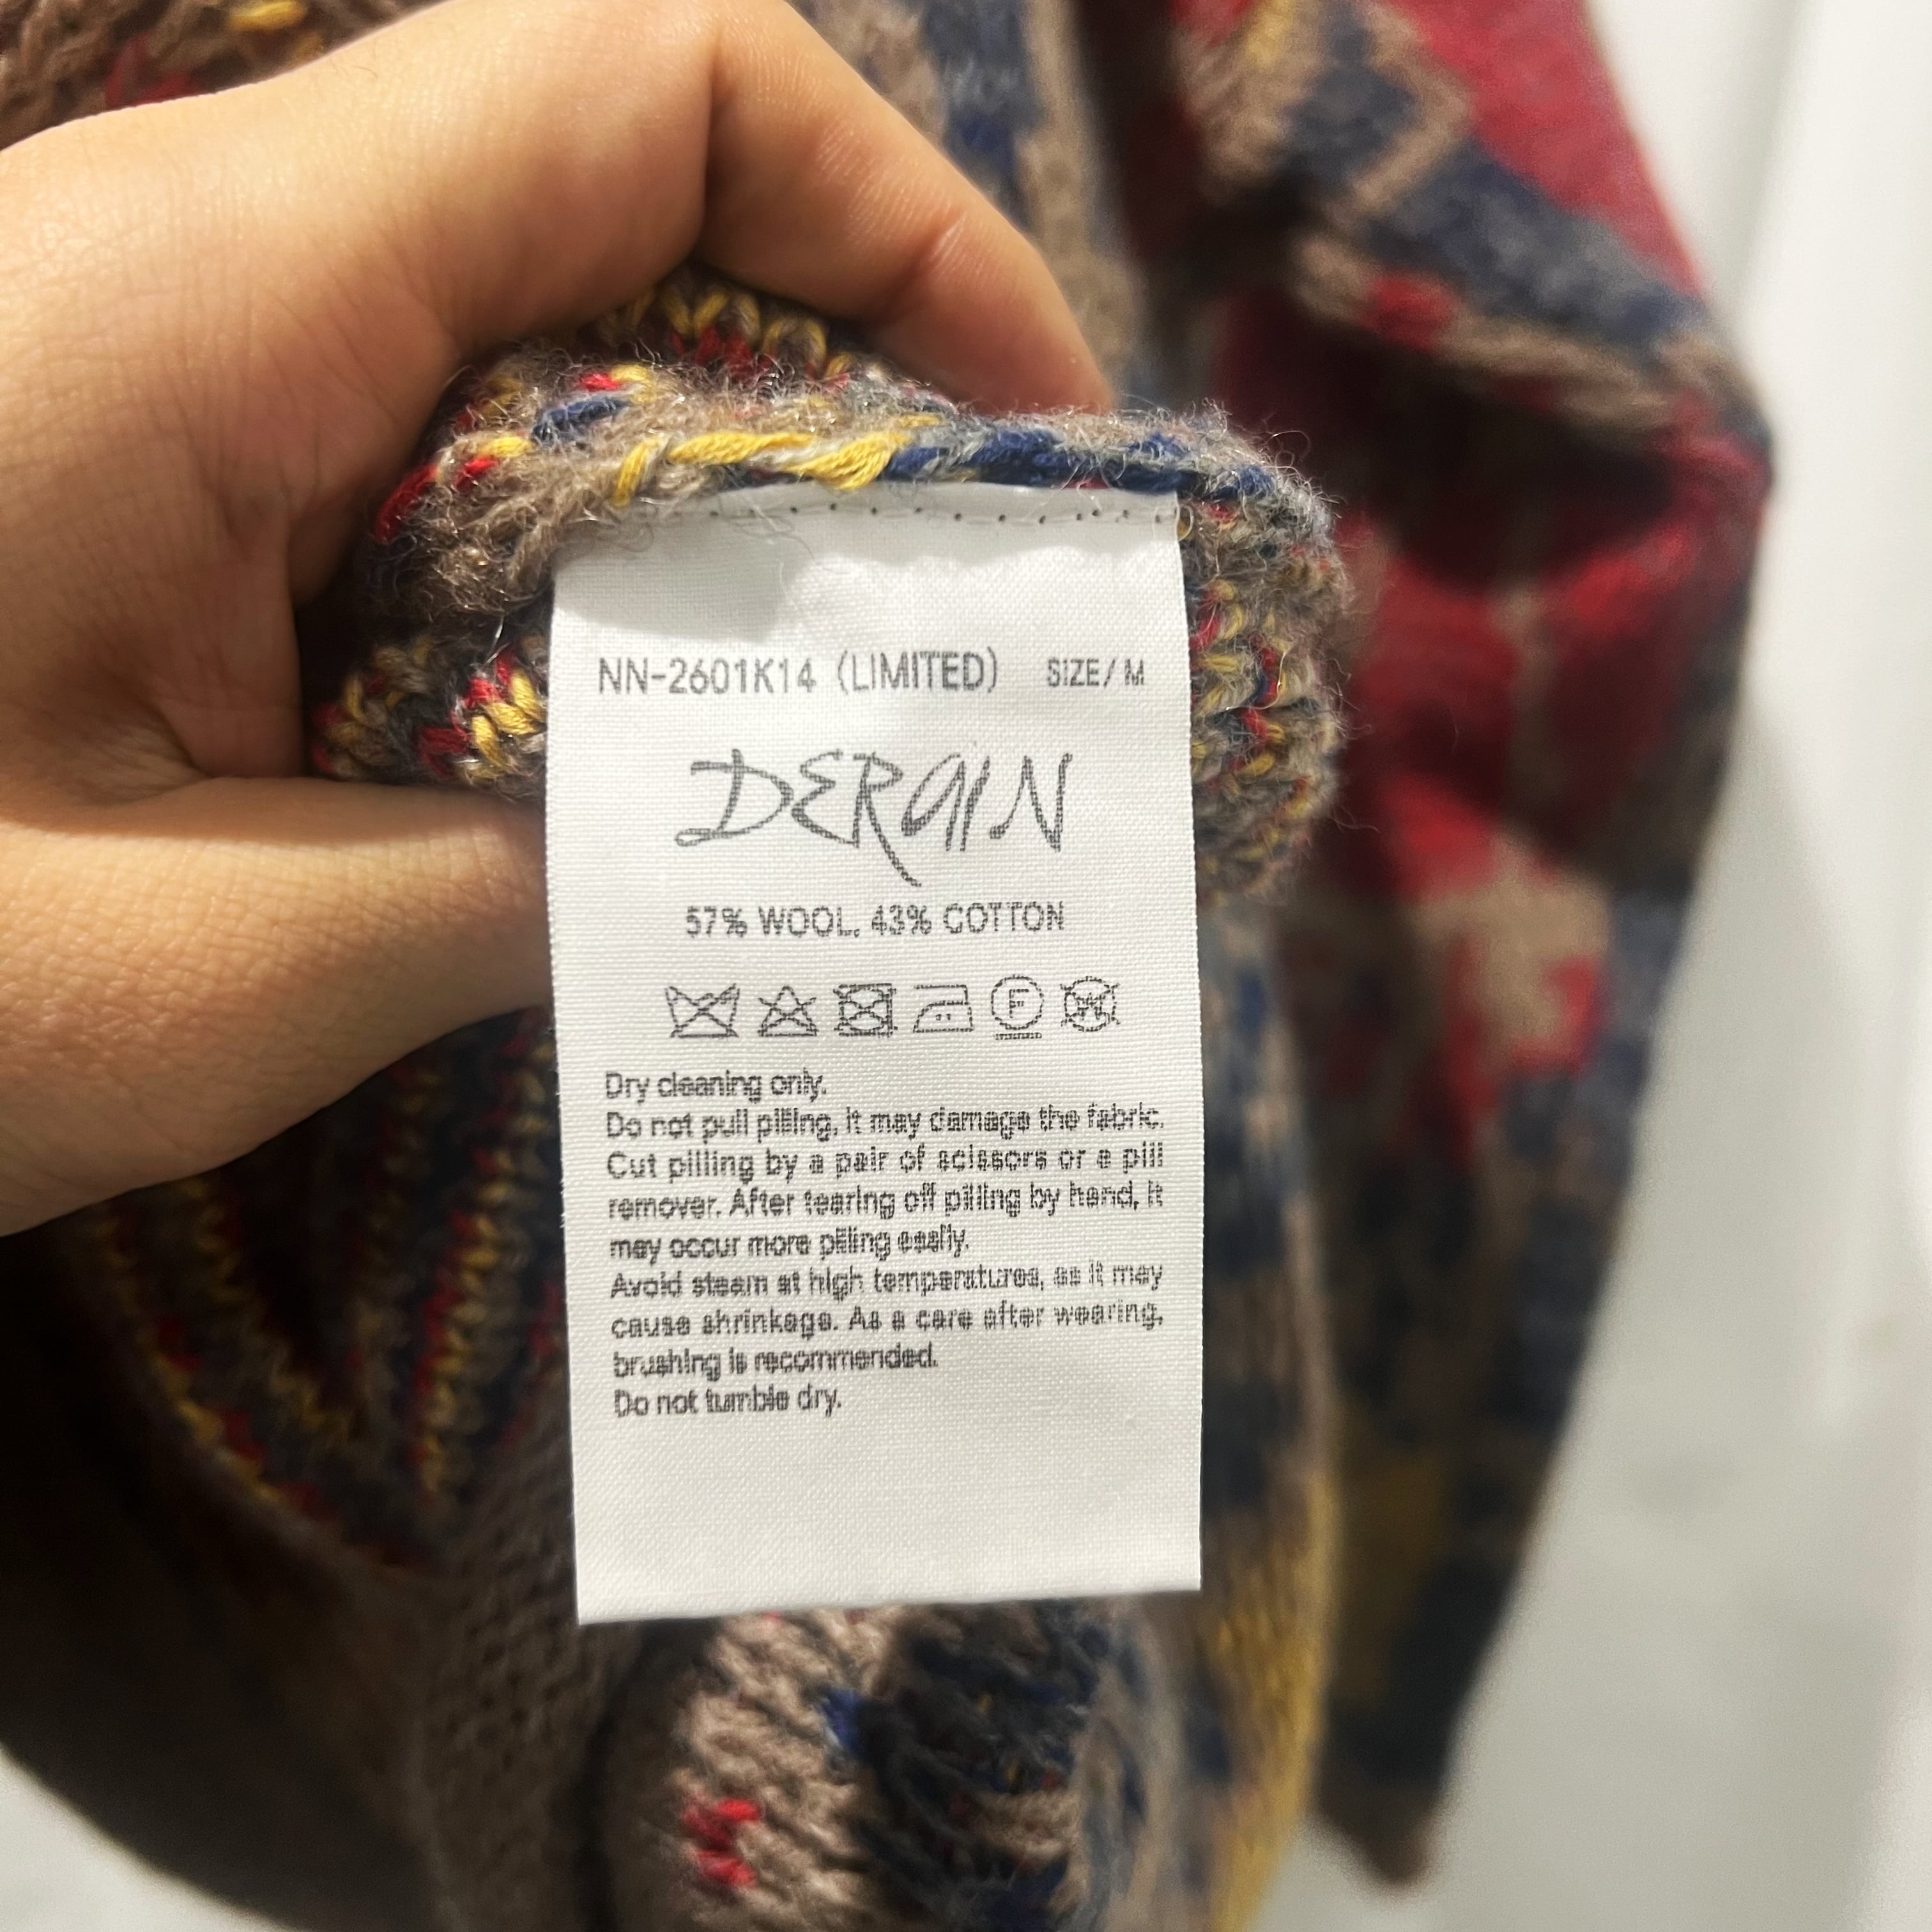 NN-2601K14 (LIMITED) SIZE/M
DERGIN
57% WOOL, 43% COTTON
F
W
Dry cleaning only.
Do not pull pilling, it may damage the fabric.
Cut pilling by a pair of scissors or a pill
remover. After tearing off pilling by hand, it
may occur more pilling easily.
Avoid steam at high temperatures, as it may
cause shrinkage. As a care after wearing,
brushing is recommended.
Do not tumble dry.